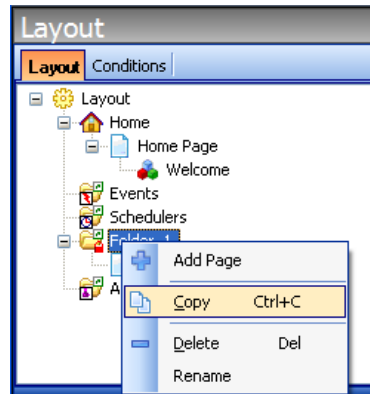 Layout
Layout Conditions
Layout
Home
Home Page
Welcome
Events
Schedulers
Folder_1
Add Page
A
Copy Ctrl+C
Delete Del
Rename